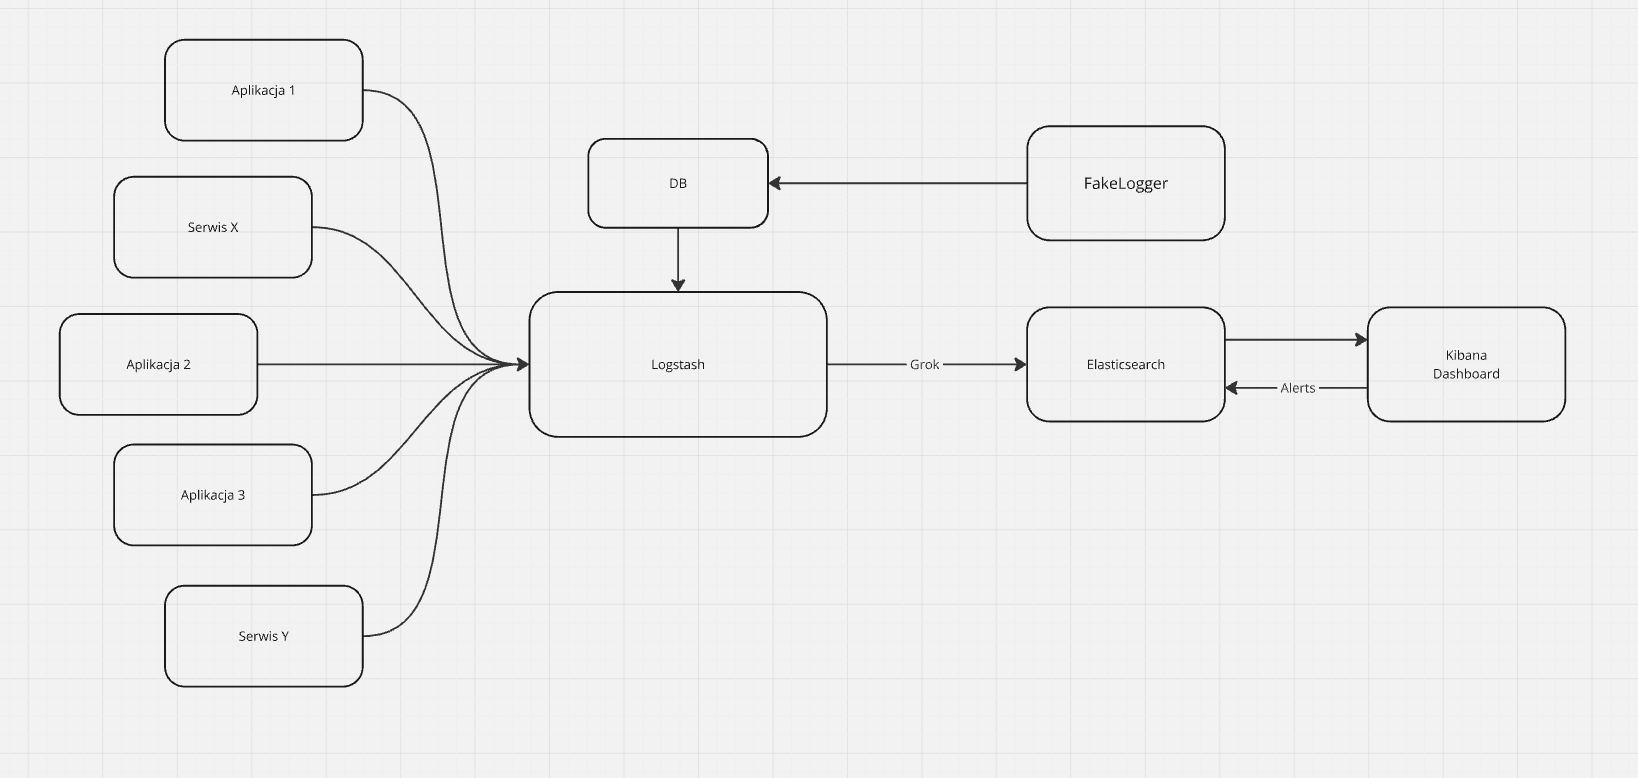 Aplikacja 1
Serwis X
Aplikacja 2
Aplikacja 3
Serwis Y
DB
Logstash
FakeLogger
Grok
Elasticsearch
Alerts
Kibana
Dashboard